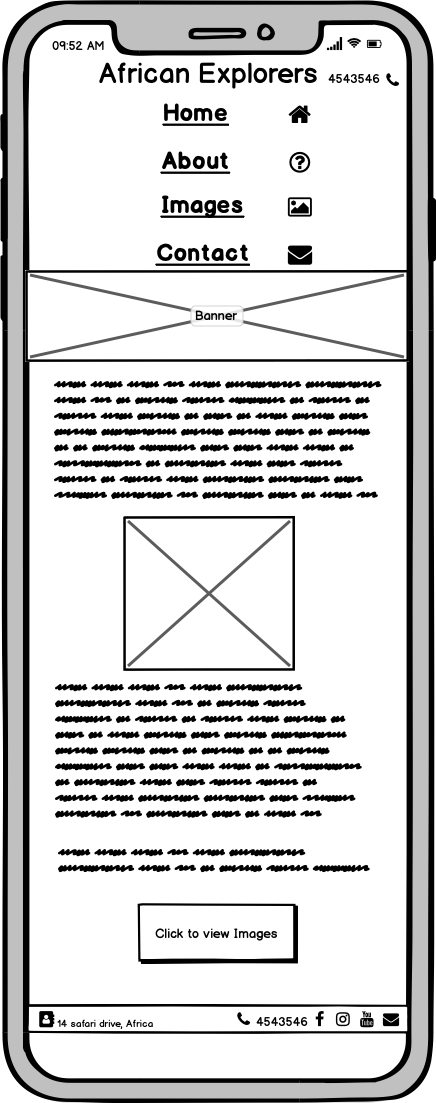 09:52 AM
African Explorers 4543546
Home
About
Images
Contact
Banner
Click to view Images
14 safari drive, Africa 4543546
You
Tube